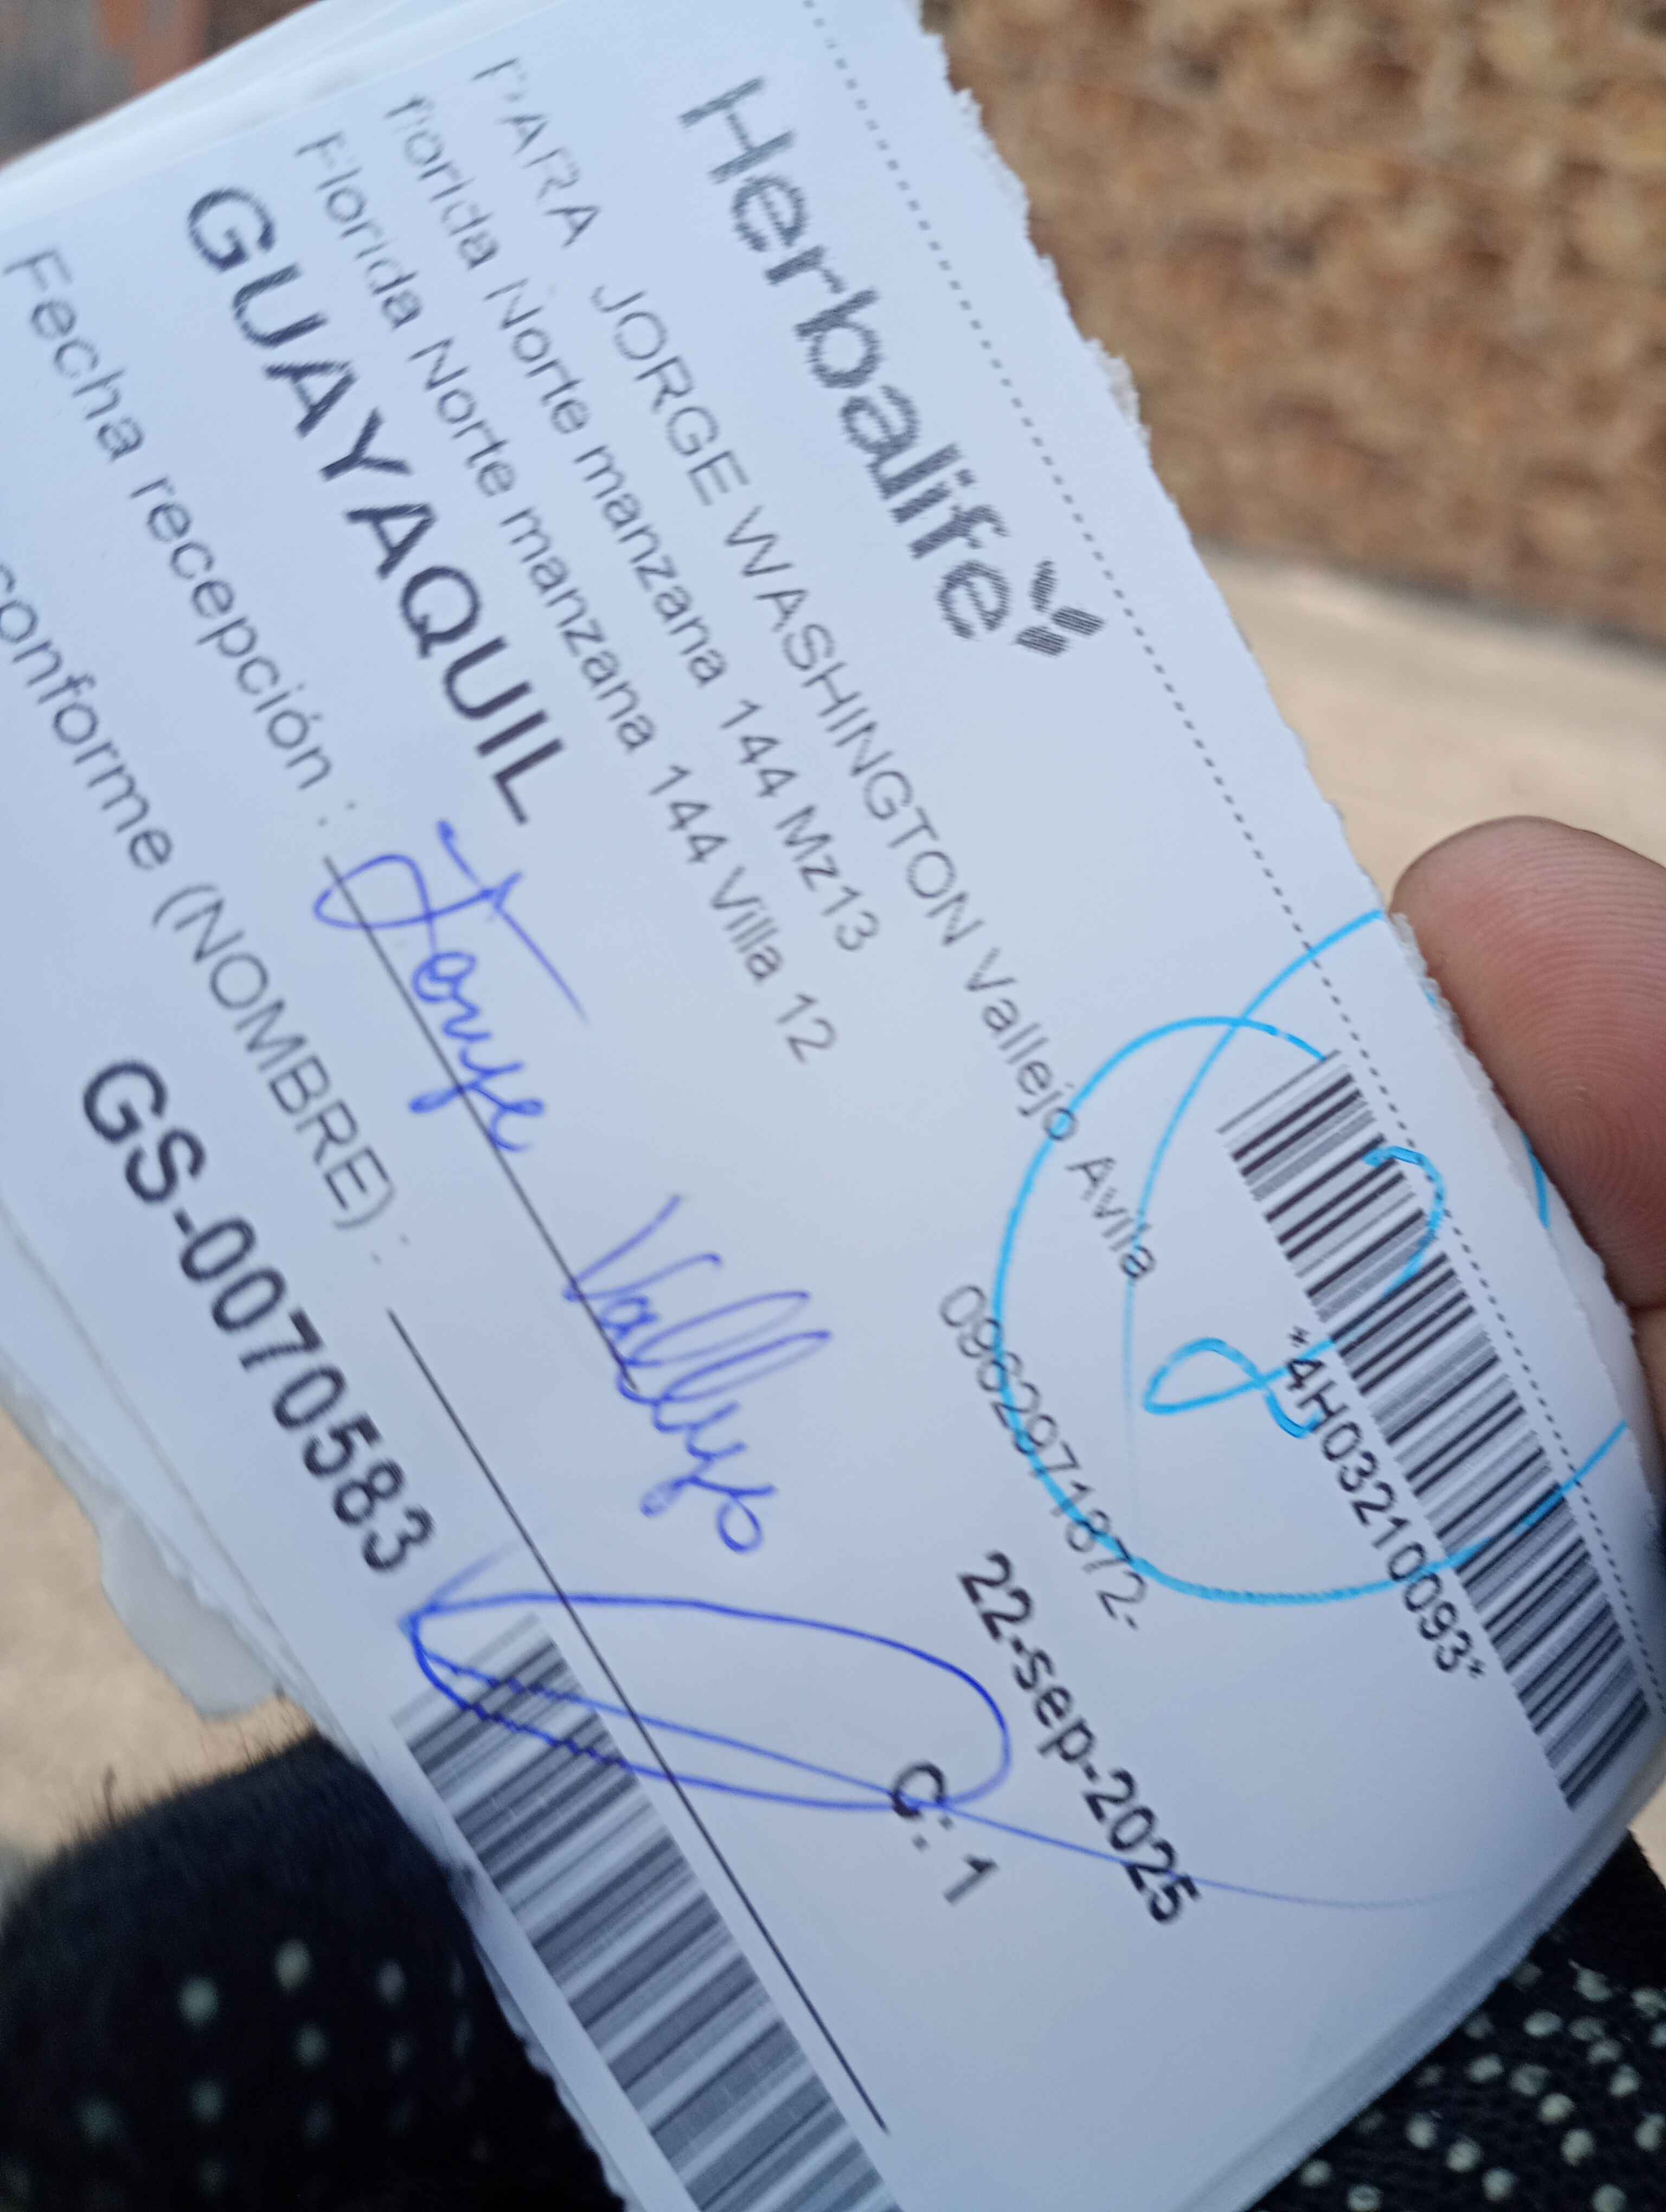 Herbalife
*4H03210093*
PARA JORGE WASHINGTON Vallejo Avila
florida Norte manzana 144 Mz13 0962971872-
Florida Norte manzana 144 Villa 12
GUAYAQUIL 22-sep-2025
Fecha recepción : Jorge Vallejo C: 1
conforme (NOMBRE) :
GS-0070583